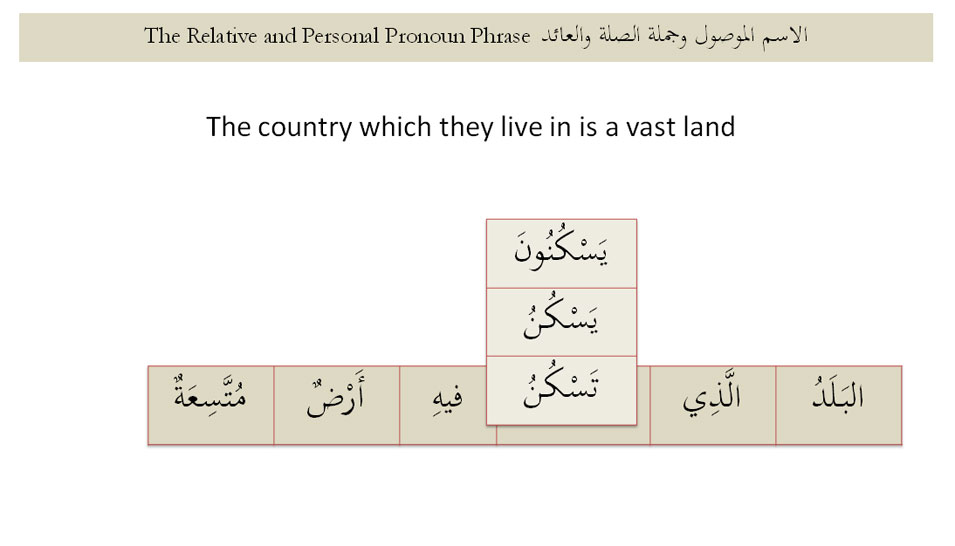 The Relative and Personal Pronoun Phrase الاسم الموصول وجملة الصلة والعائد
The country which they live in is a vast land
يَسْكُنُونَ
يَسْكُنُ
البَلَدُ الَّذِي تَسْكُنُ فيهِ أَرْضٌ مُتَّسِعَةٌ